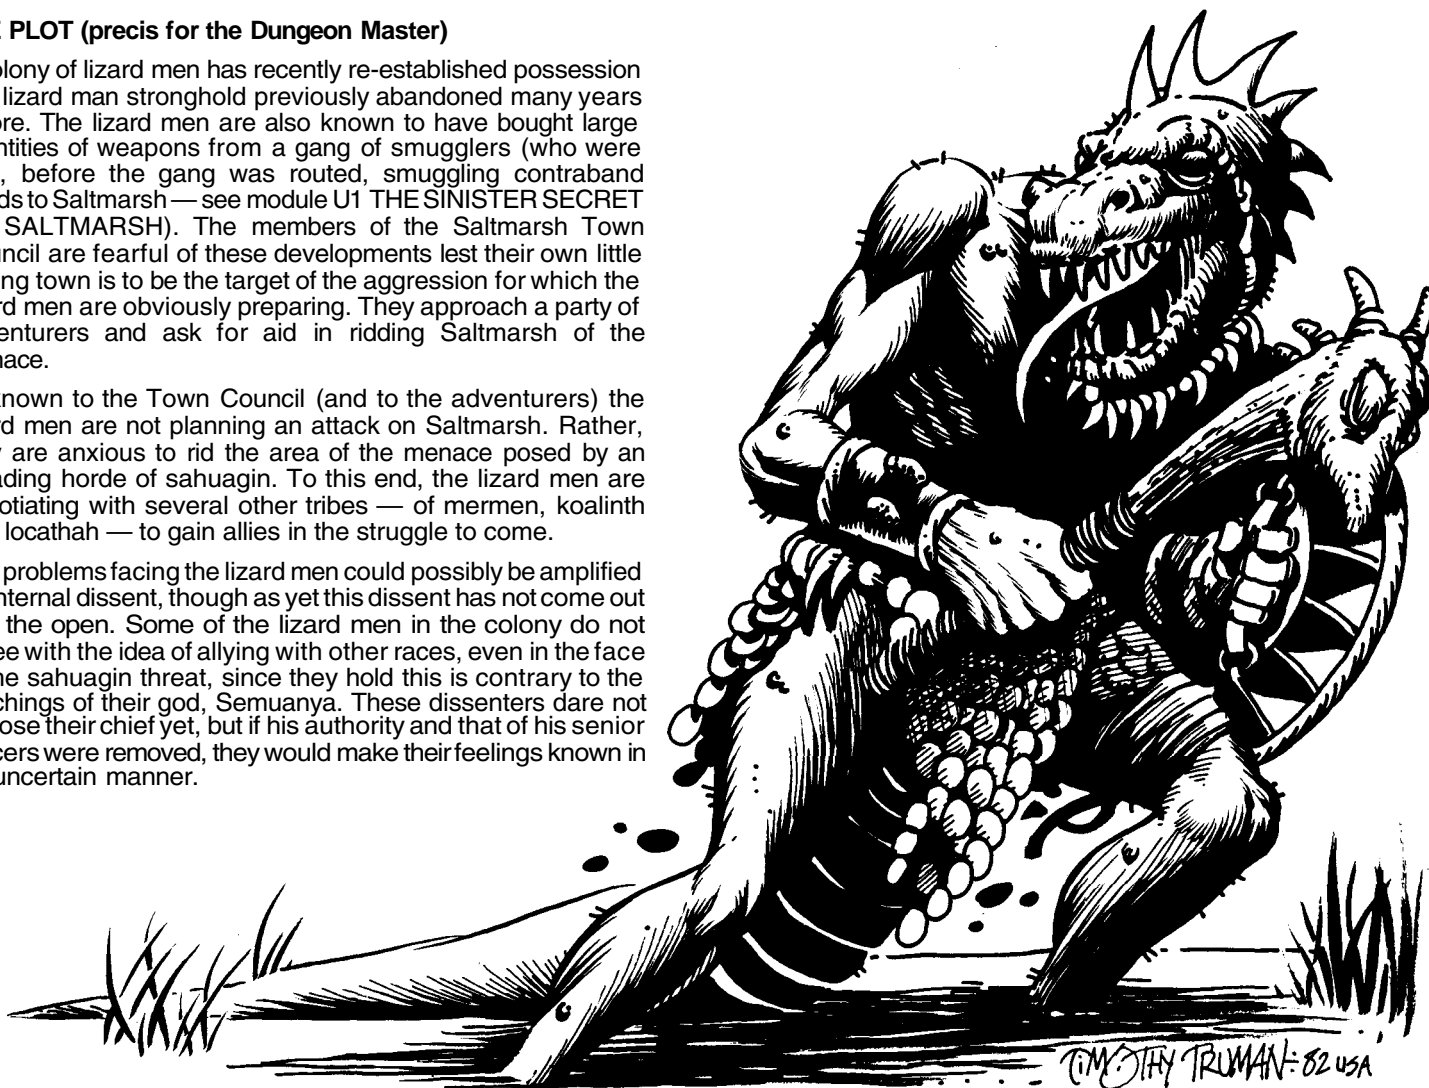 E PLOT (precis for the Dungeon Master)
olony of lizard men has recently re-established possession
lizard man stronghold previously abandoned many years
ore. The lizard men are also known to have bought large
ntities of weapons from a gang of smugglers (who were
, before the gang was routed, smuggling contraband
ds to Saltmarsh — see module U1 THE SINISTER SECRET
SALTMARSH). The members of the Saltmarsh Town
uncil are fearful of these developments lest their own little
ing town is to be the target of the aggression for which the
rd men are obviously preparing. They approach a party of
enturers and ask for aid in ridding Saltmarsh of the
nace.
known to the Town Council (and to the adventurers) the
rd men are not planning an attack on Saltmarsh. Rather,
y are anxious to rid the area of the menace posed by an
ading horde of sahuagin. To this end, the lizard men are
otiating with several other tribes — of mermen, koalinth
locathah — to gain allies in the struggle to come.
problems facing the lizard men could possibly be amplified
nternal dissent, though as yet this dissent has not come out
the open. Some of the lizard men in the colony do not
ee with the idea of allying with other races, even in the face
he sahuagin threat, since they hold this is contrary to the
chings of their god, Semuanya. These dissenters dare not
ose their chief yet, but if his authority and that of his senior
cers were removed, they would make their feelings known in
uncertain manner.
TIMOTHY TRUMAN: 82 USA